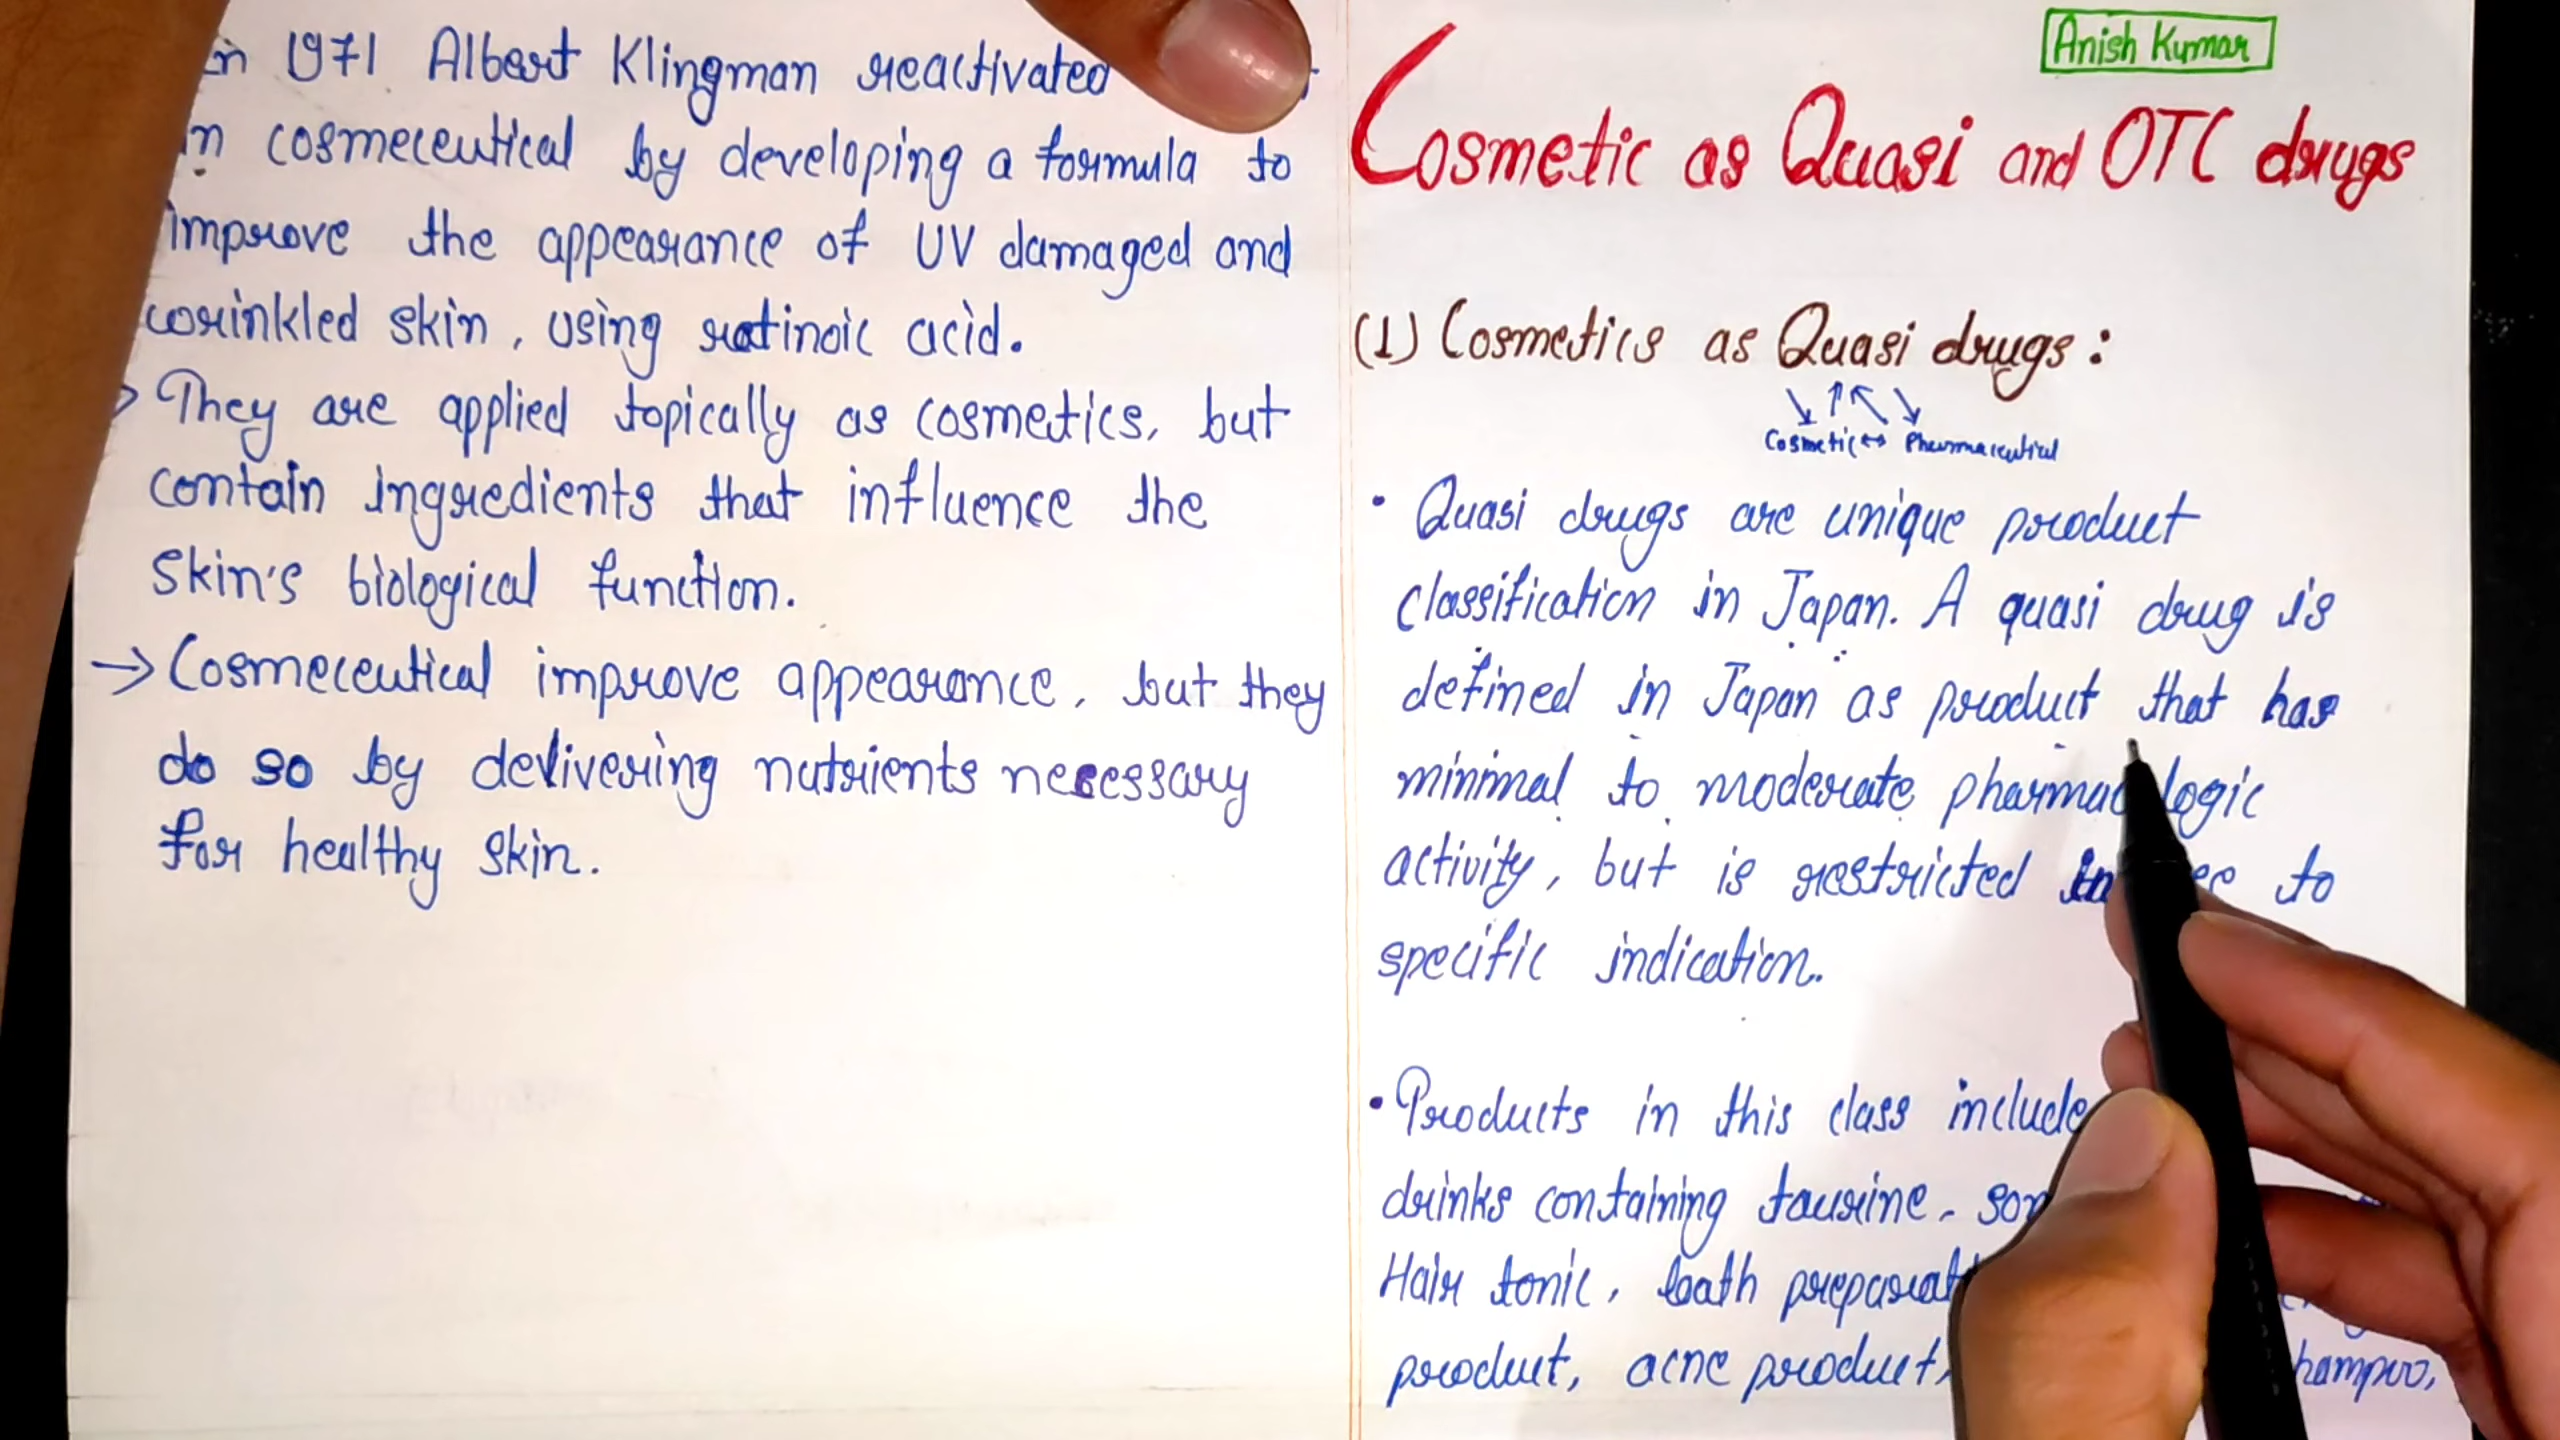 In 1971 Albert Klingman reactivated
in cosmeceutical by developing a formula to
improve the appearance of UV damaged and
wrinkled skin, using retinoic acid.
> They are applied topically as cosmetics, but
contain ingredients that influence the
skin's biological function.
→ Cosmeceutical improve appearance, but they
do so by delivering nutrients necessary
for healthy skin.
Anish Kumar
Cosmetic as Quasi and OTC drugs
(1) Cosmetics as Quasi drugs:
Cosmetic ↔ Pharmaceutical
• Quasi drugs are unique product
classification in Japan. A quasi drug is
defined in Japan as product that has
minimal to moderate pharmacologic
activity, but is restricted to
specific indication.
• Products in this class include
drinks containing taurine,
Hair tonic, bath
product, acne product,